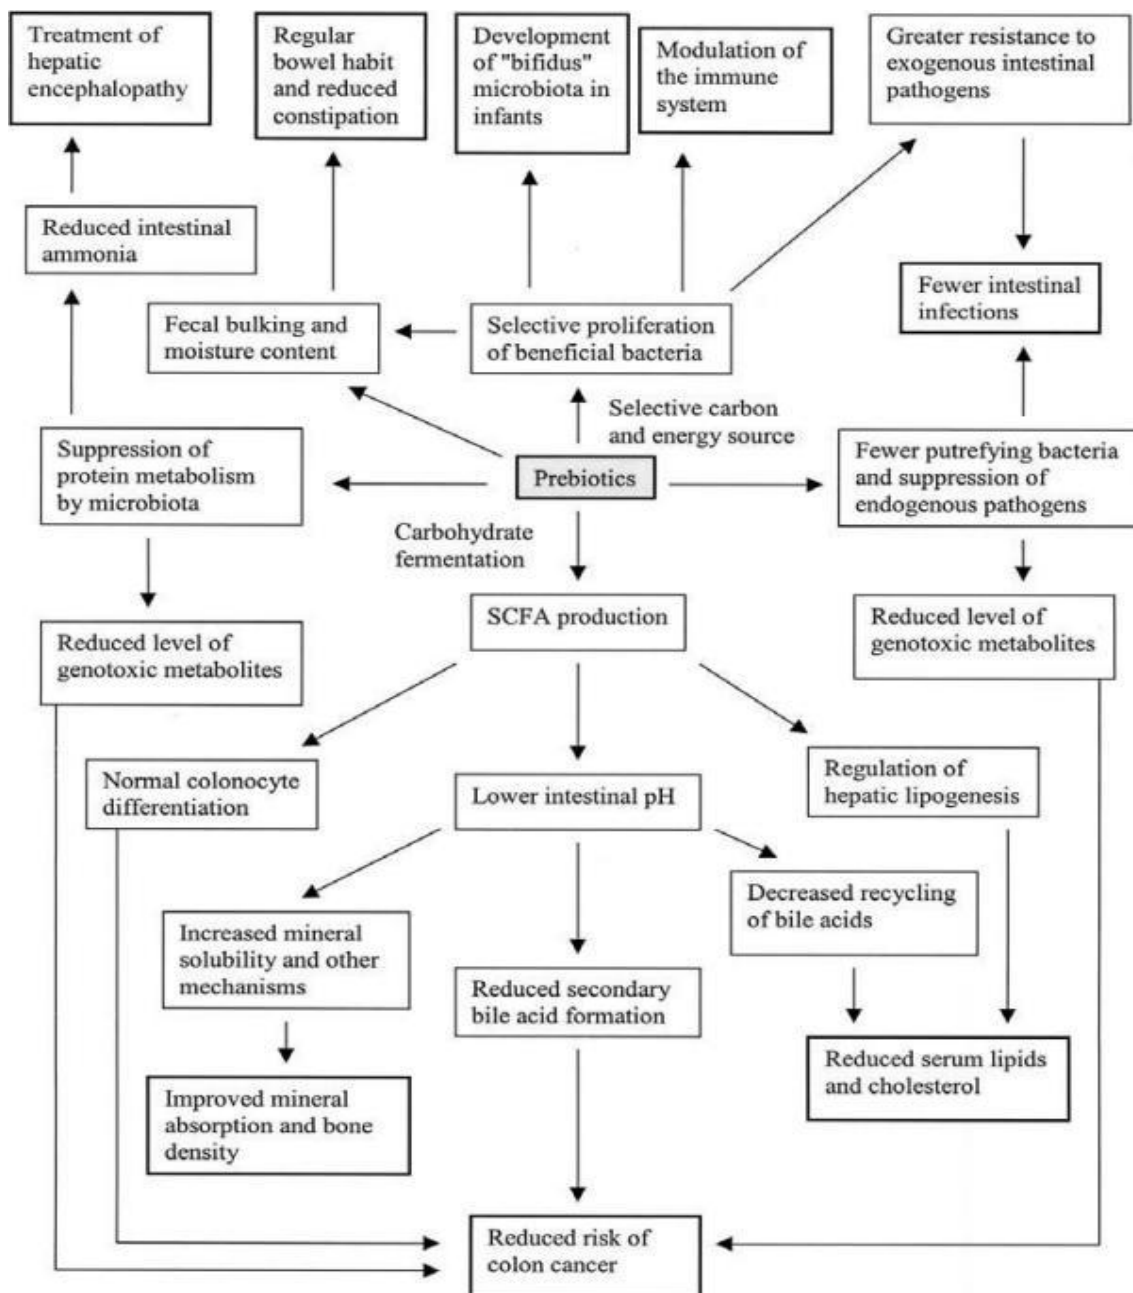 Treatment of
hepatic
encephalopathy
Regular
bowel habit
and reduced
constipation
Development
of "bifidus"
microbiota in
infants
Modulation of
the immune
system
Greater resistance to
exogenous intestinal
pathogens
Reduced intestinal
ammonia
Fewer intestinal
infections
Fecal bulking and
moisture content
Selective proliferation
of beneficial bacteria
Selective carbon
and energy source
Suppression of
protein metabolism
by microbiota
Prebiotics
Fewer putrefying bacteria
and suppression of
endogenous pathogens
Carbohydrate
fermentation
SCFA production
Reduced level of
genotoxic metabolites
Reduced level of
genotoxic metabolites
Normal colonocyte
differentiation
Lower intestinal pH
Regulation of
hepatic lipogenesis
Decreased recycling
of bile acids
Increased mineral
solubility and other
mechanisms
Reduced secondary
bile acid formation
Reduced serum lipids
and cholesterol
Improved mineral
absorption and bone
density
Reduced risk of
colon cancer